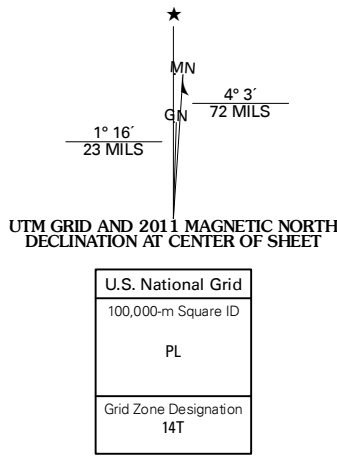 ★
MN
4° 3´
72 MILS
GN
1° 16´
23 MILS
UTM GRID AND 2011 MAGNETIC NORTH
DECLINATION AT CENTER OF SHEET
U.S. National Grid
100,000-m Square ID
PL
Grid Zone Designation
14T